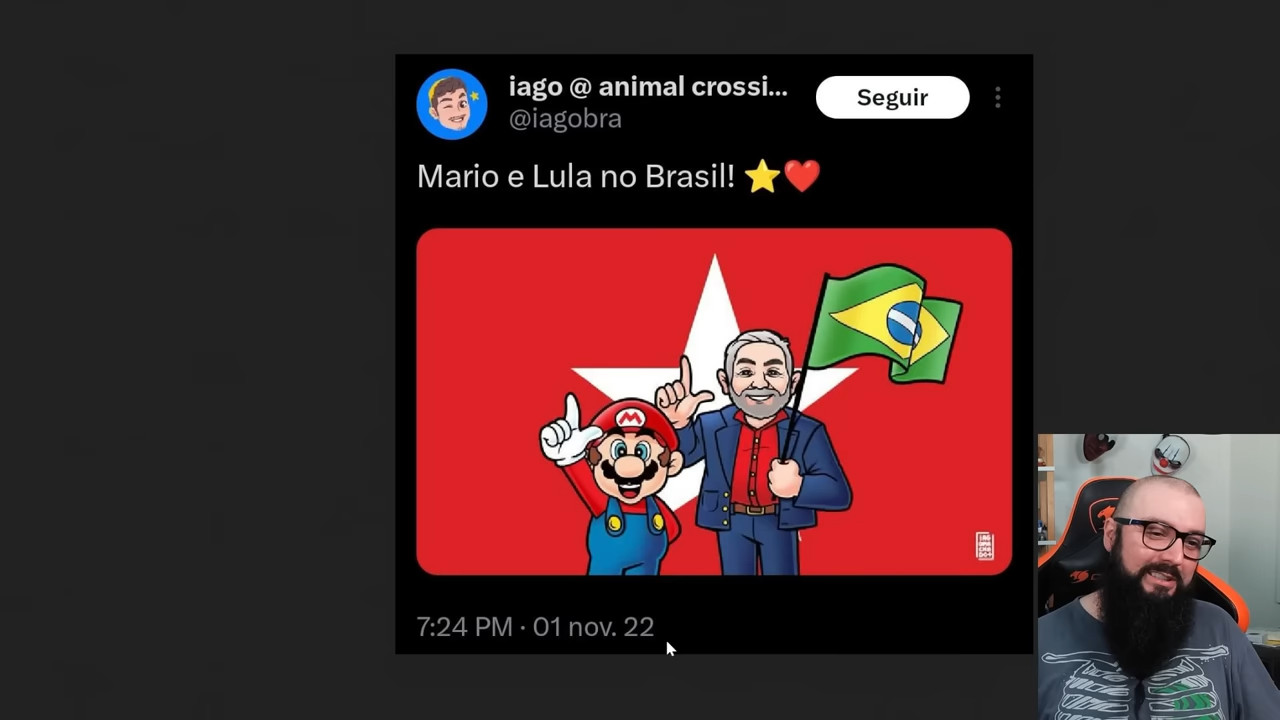 iago @ animal crossi...
@iagobra
Seguir
Mario e Lula no Brasil! ⭐❤️
M
7:24 PM · 01 nov. 22